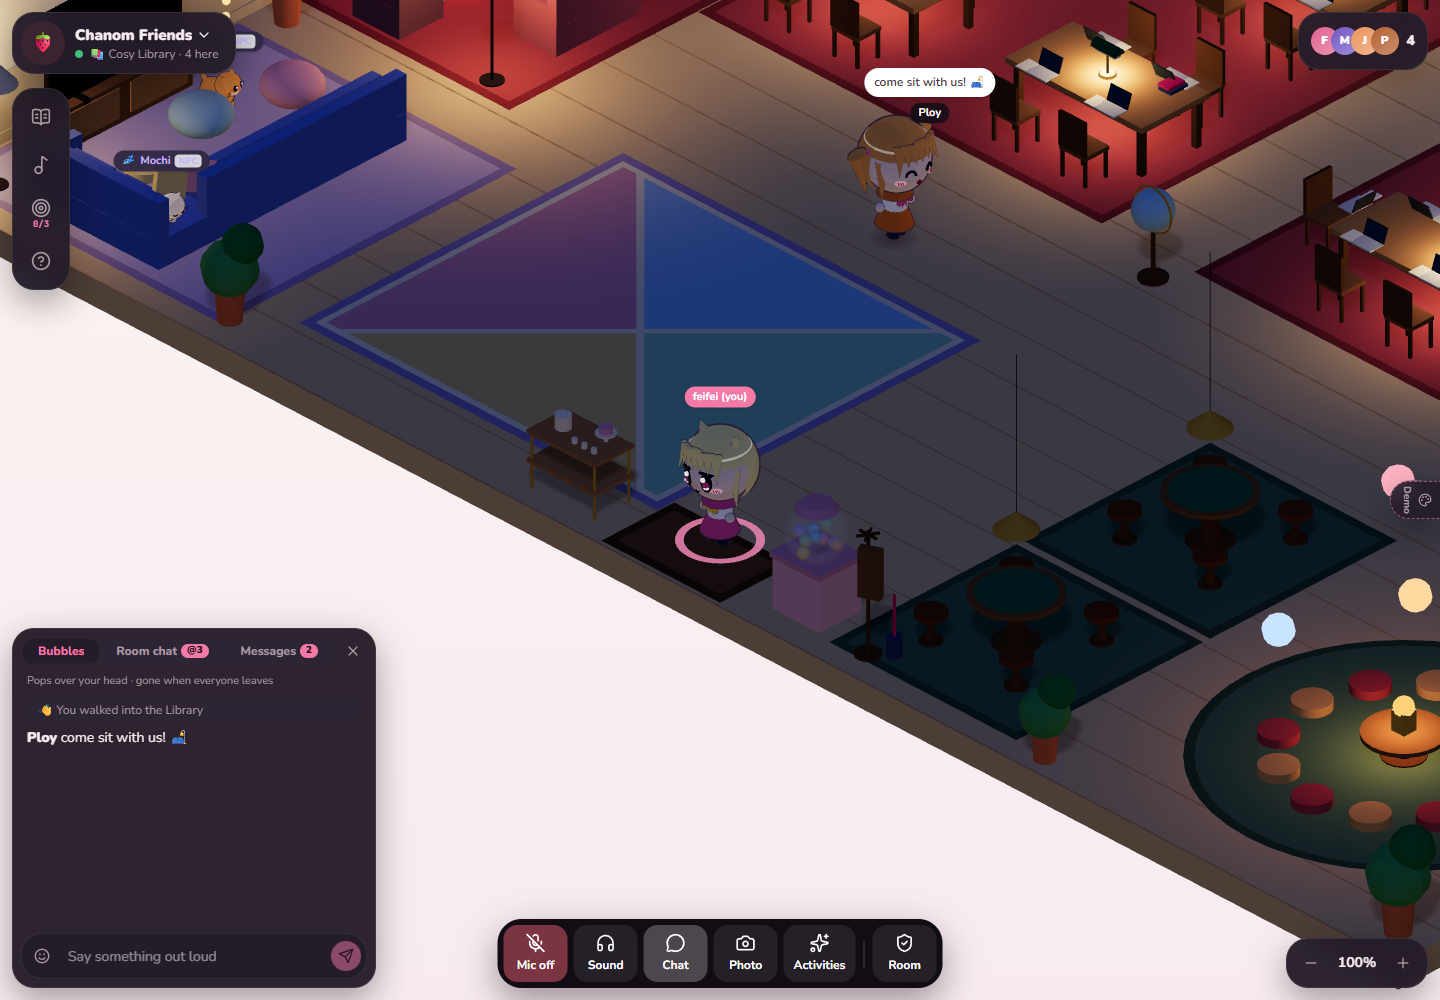 Chanom Friends
Cosy Library · 4 here
NPC
F M J P 4
come sit with us!
Ploy
Mochi NPC
0/3
feifei (you)
Demo
Bubbles
Room chat @3
Messages 2
Pops over your head · gone when everyone leaves
You walked into the Library
Ploy come sit with us!
Say something out loud
Mic off
Sound
Chat
Photo
Activities
Room
100%